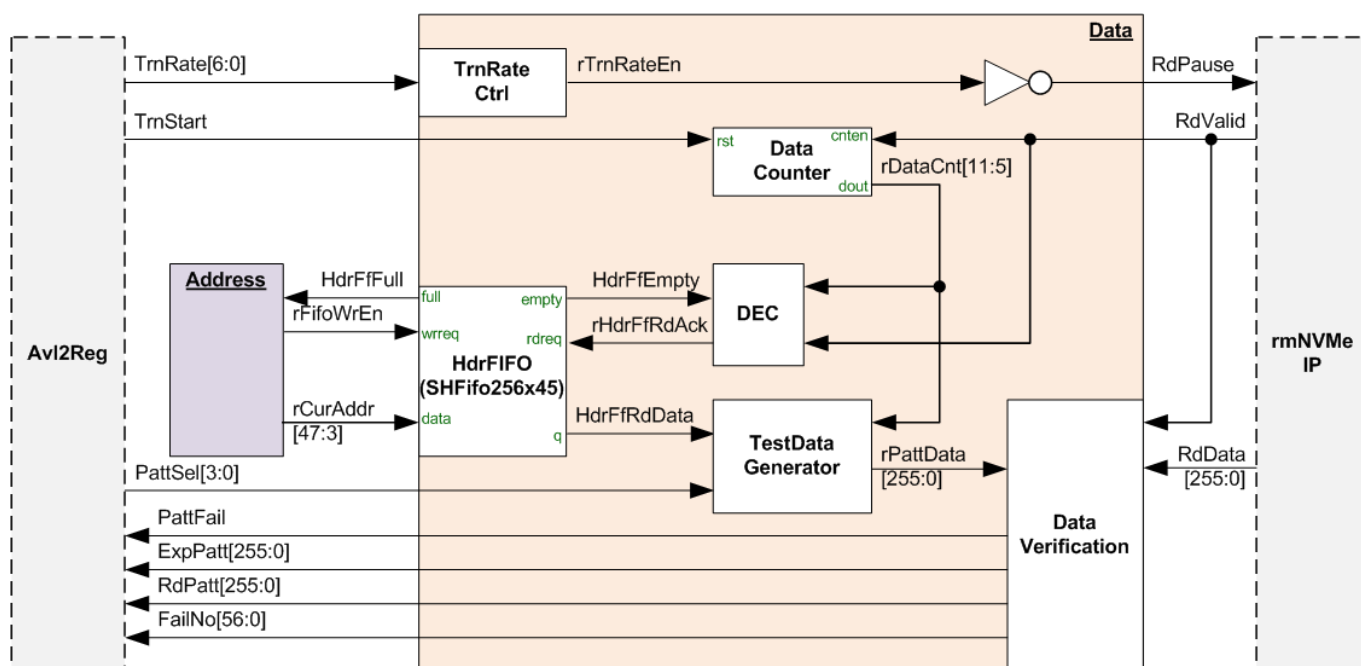 Data
TrnRate[6:0]
TrnRate
Ctrl
rTrnRateEn
RdPause
TrnStart
RdValid
rst
cnten
Data
Counter
dout
rDataCnt[11:5]
Address
HdrFfFull
full
empty
HdrFfEmpty
DEC
rFifoWrEn
wrreq
rdreq
rHdrFfRdAck
Avl2Reg
HdrFIFO
(SHFifo256x45)
rmNVMe
IP
rCurAddr
[47:3]
data
q
HdrFfRdData
TestData
Generator
rPattData
[255:0]
RdData
[255:0]
PattSel[3:0]
PattFail
ExpPatt[255:0]
RdPatt[255:0]
FailNo[56:0]
Data
Verification